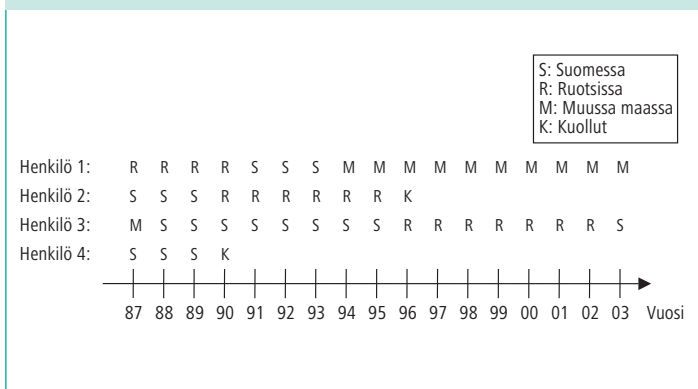 S: Suomessa
R: Ruotsissa
M: Muussa maassa
K: Kuollut
Henkilö 1: R R R R S S S M M M M M M M M M M
Henkilö 2: S S S R R R R R R K
Henkilö 3: M S S S S S S S S R R R R R R R S
Henkilö 4: S S S K
87 88 89 90 91 92 93 94 95 96 97 98 99 00 01 02 03 Vuosi